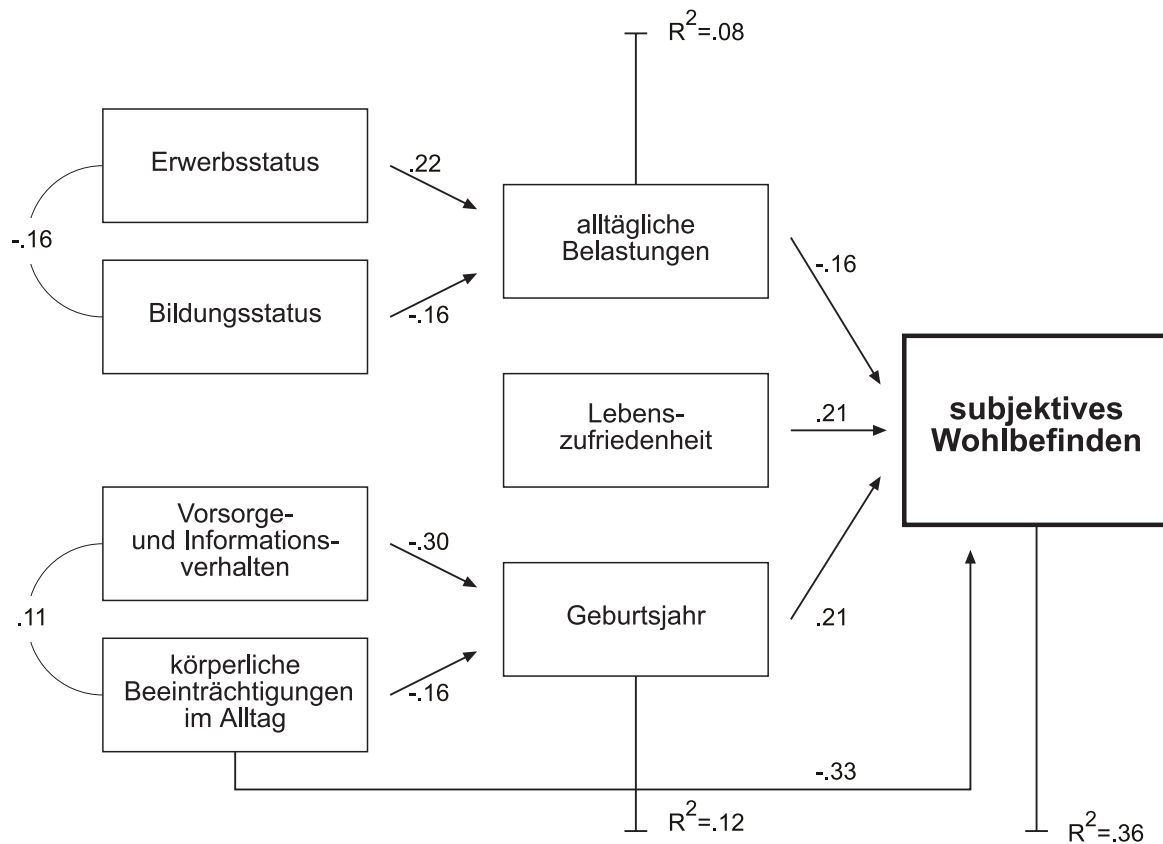 R²=.08
Erwerbsstatus
.22
alltägliche
Belastungen
-.16
-.16
Bildungsstatus
-.16
Lebens-
zufriedenheit
.21
subjektives
Wohlbefinden
Vorsorge-
und Informations-
verhalten
-.30
.11
Geburtsjahr
.21
körperliche
Beeinträchtigungen
im Alltag
-.16
-.33
R²=.12
R²=.36